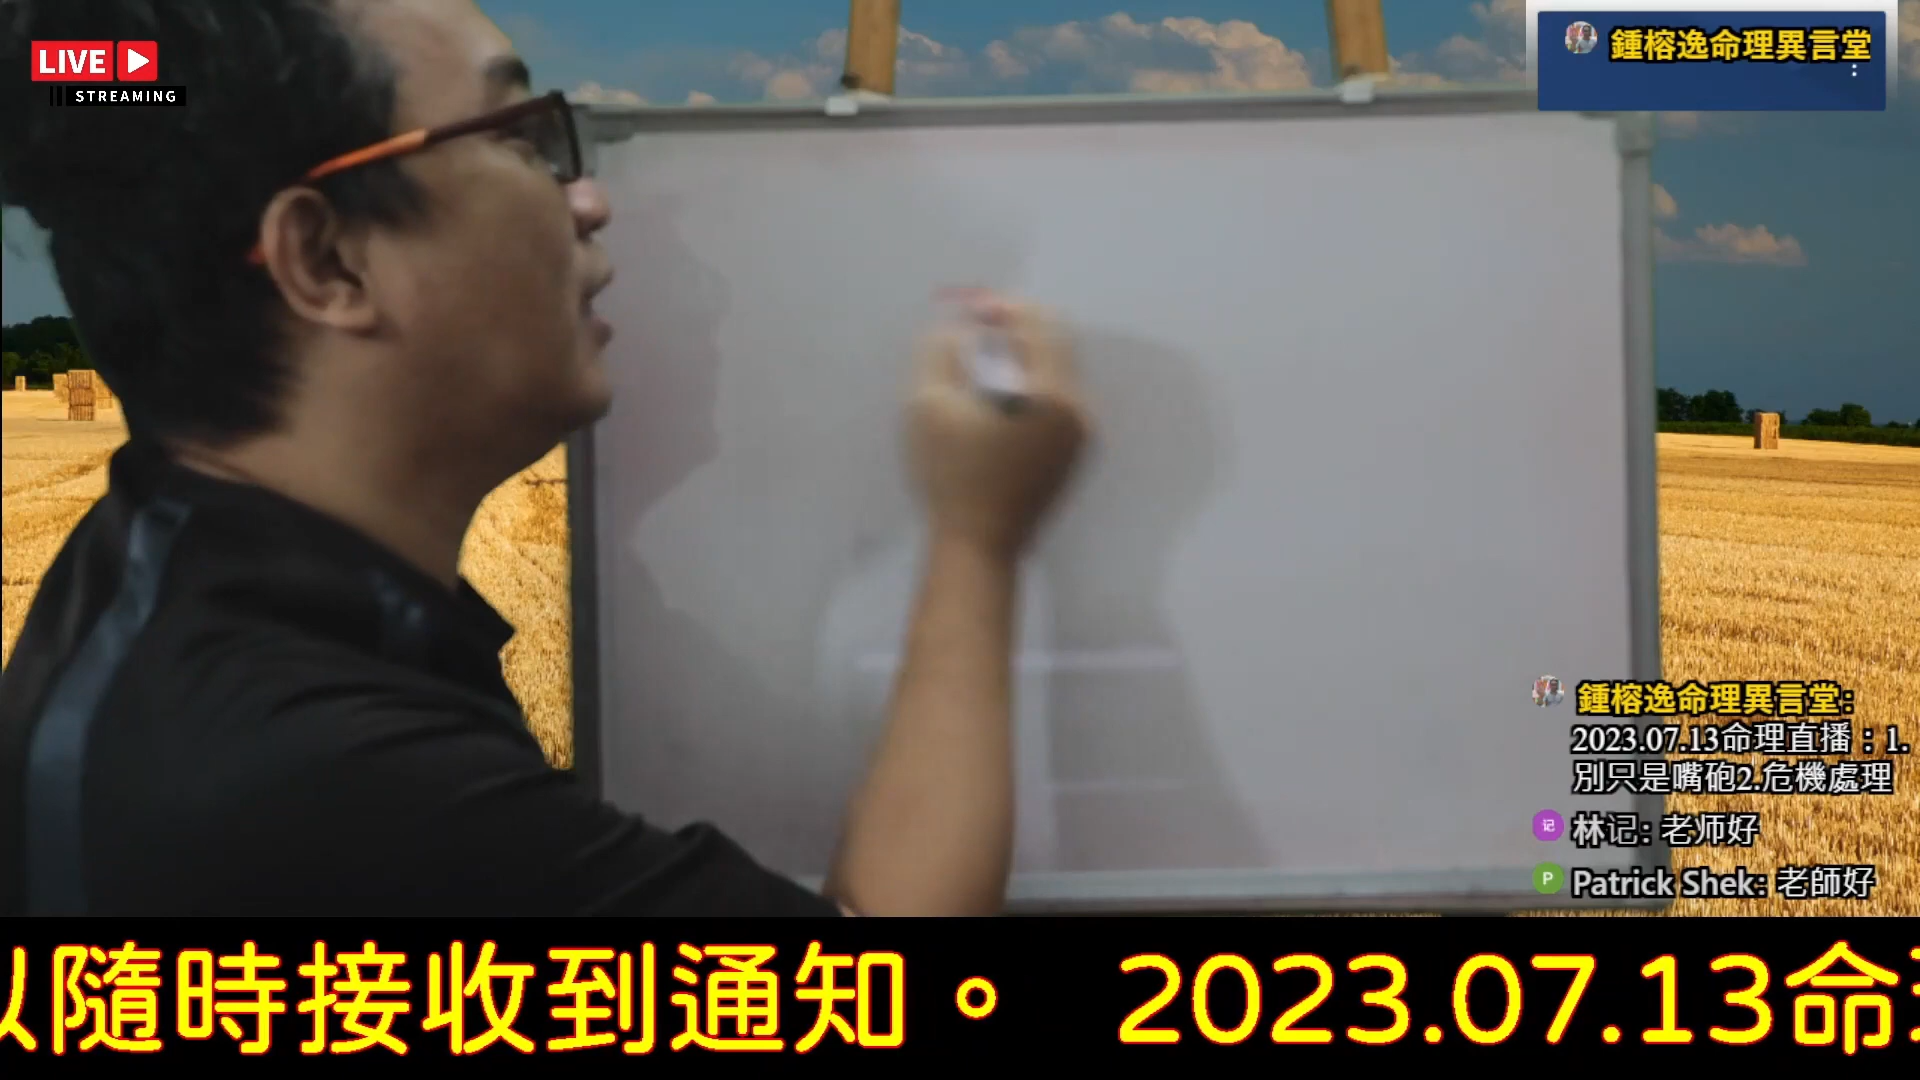 LIVE
STREAMING
鍾榕逸命理異言堂
鍾榕逸命理異言堂:
2023.07.13命理直播：1.
別只是嘴砲2.危機處理
记
林记: 老师好
P
Patrick Shek: 老師好
以隨時接收到通知。 2023.07.13命理